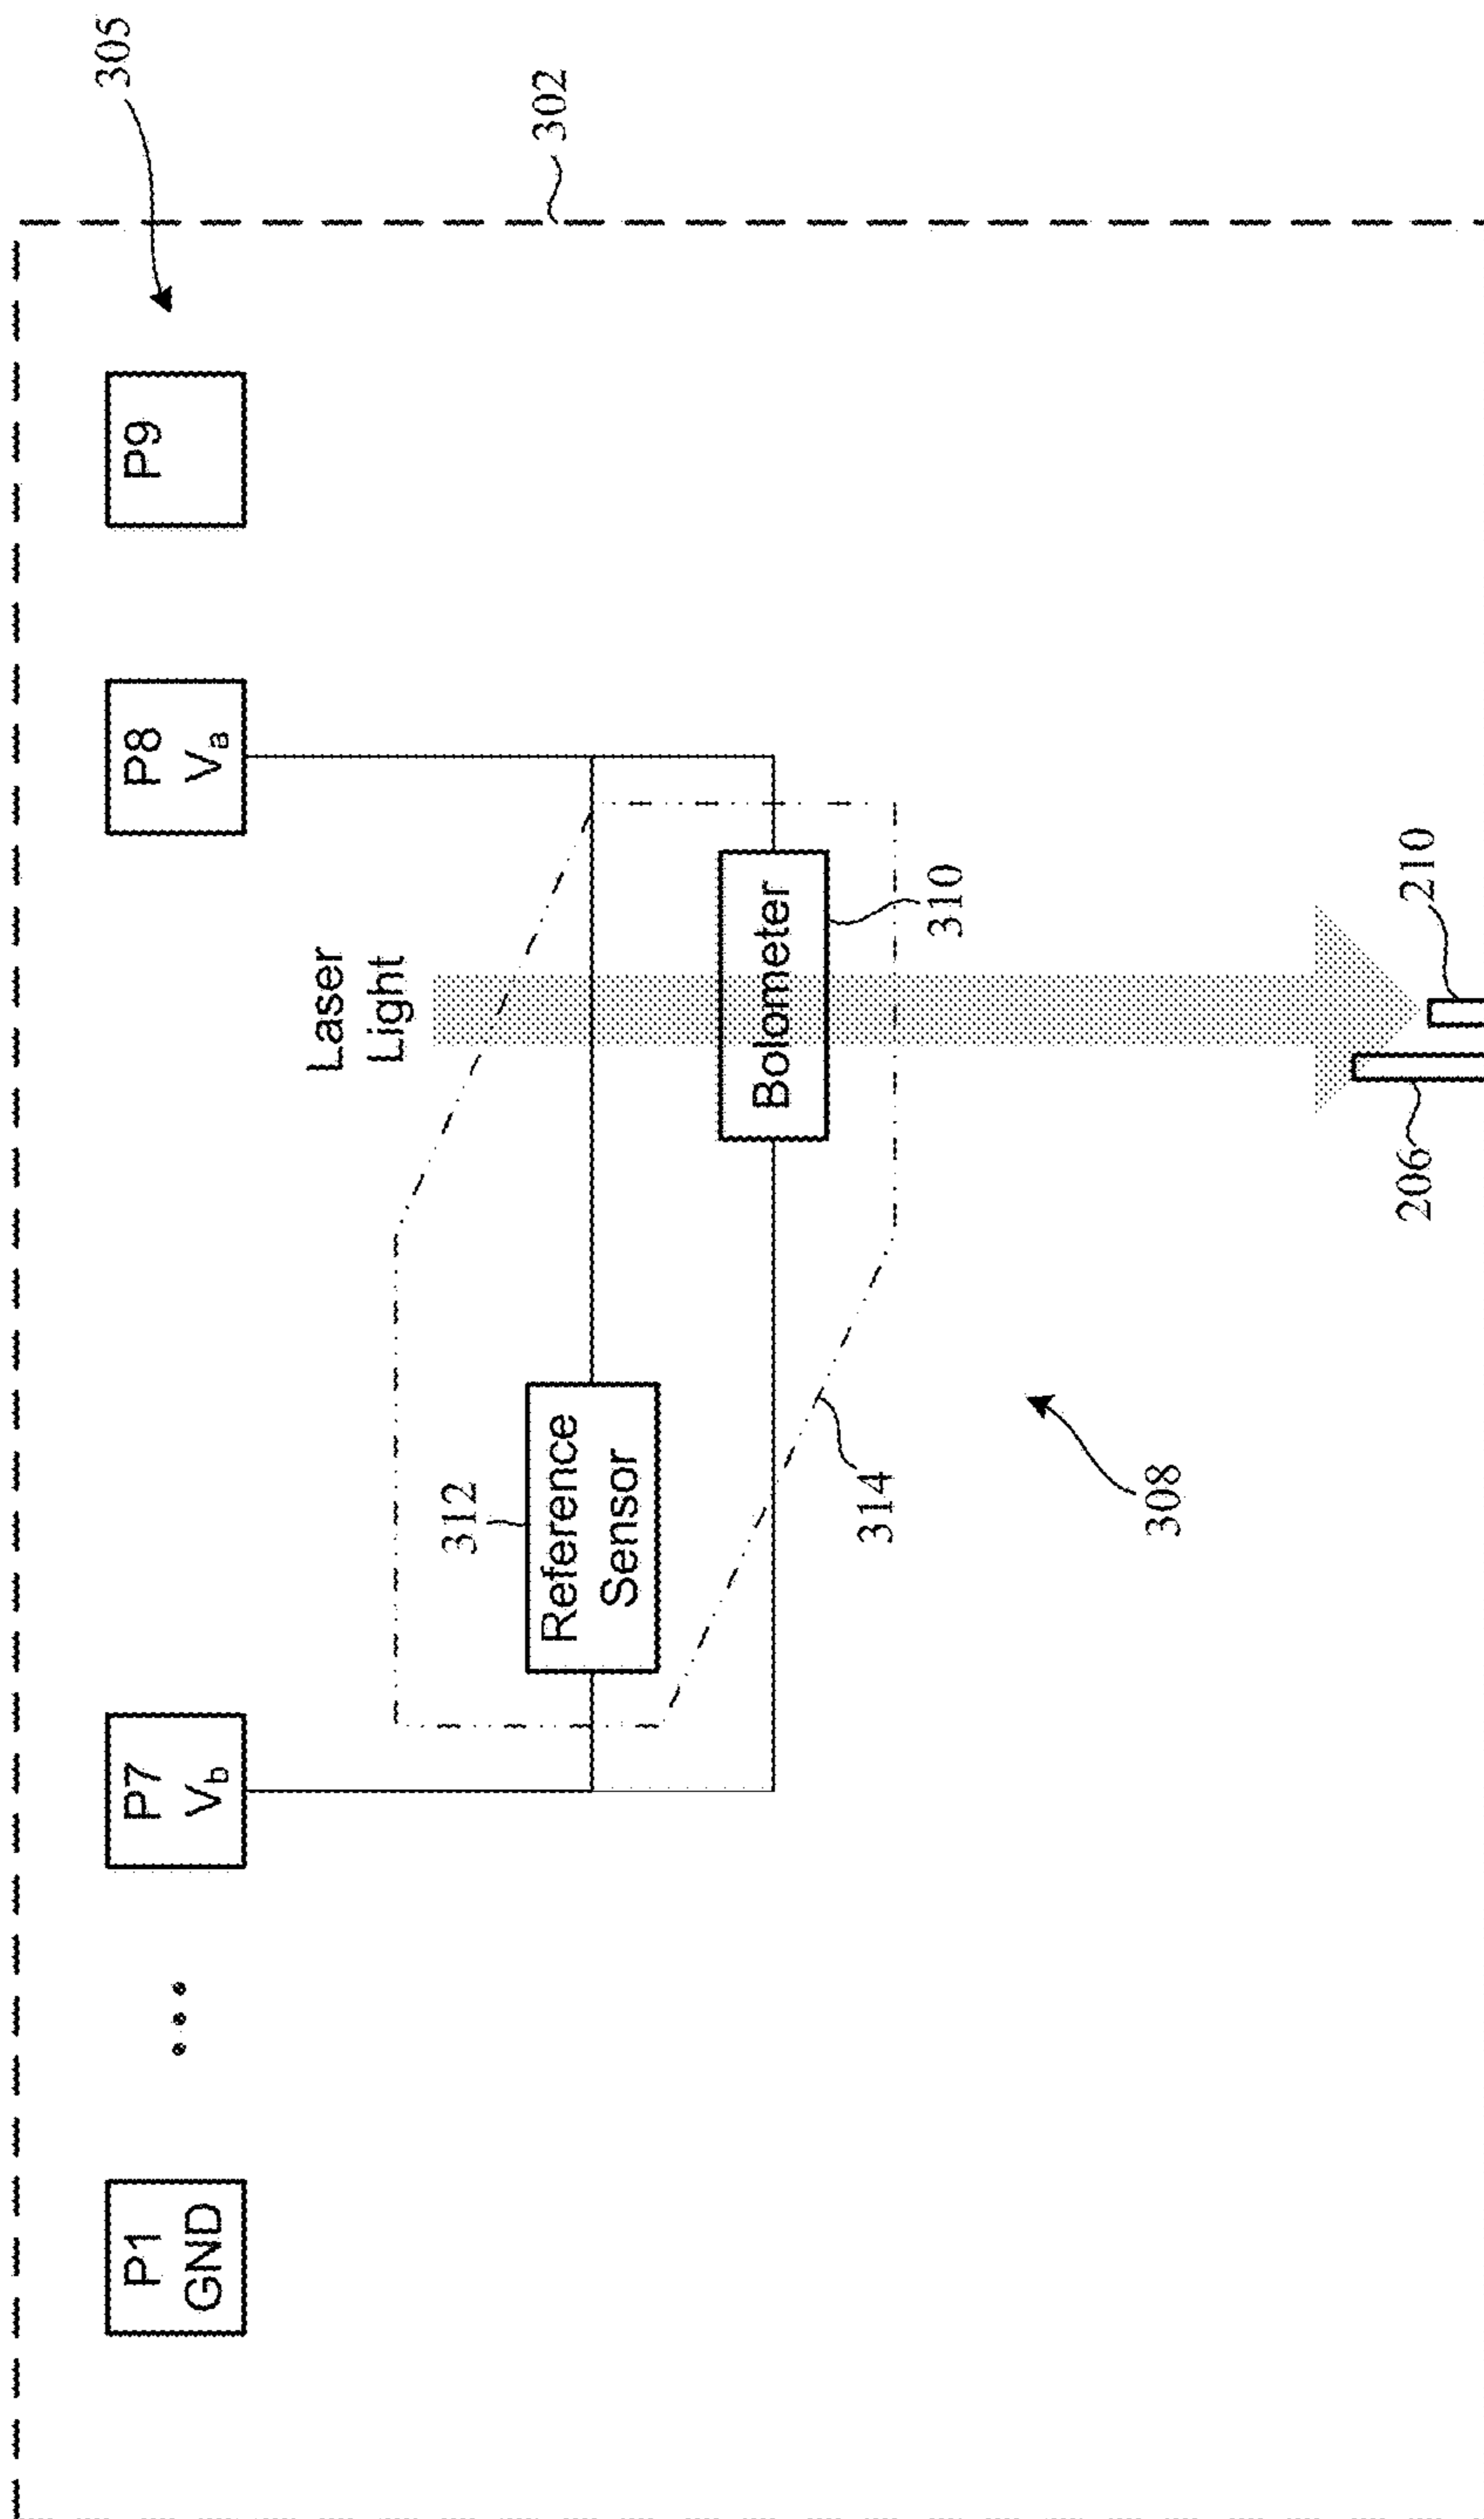 305
302
P1
GND
•••
P7
Vb
P8
Va
P9
Laser
Light
312
Reference
Sensor
Bolometer
310
314
308
206
210